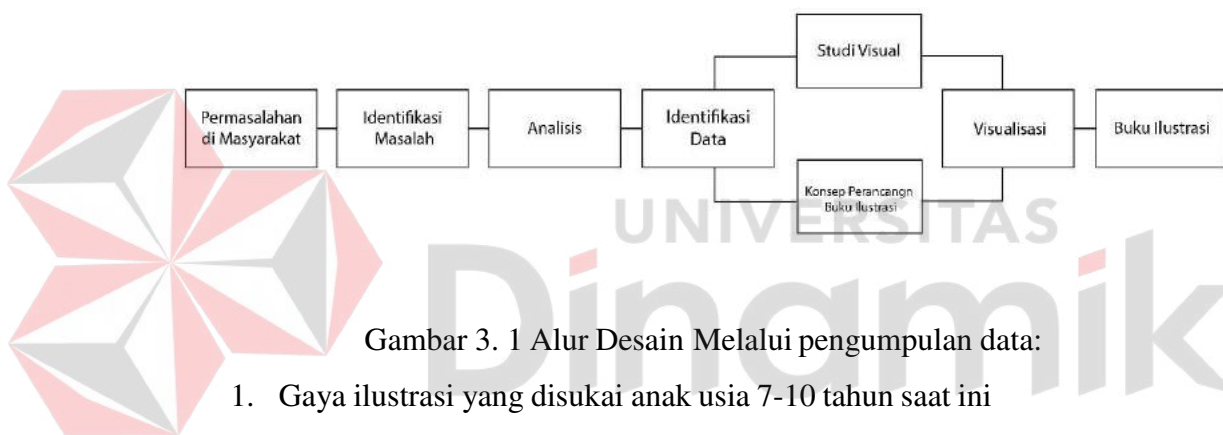 Studi Visual
Permasalahan
di Masyarakat
Identifikasi
Masalah
Analisis
Identifikasi
Data
Visualisasi
Buku Ilustrasi
Konsep Perancangn
Buku Ilustrasi
UNIVERSITAS
Dinamik
Gambar 3. 1 Alur Desain Melalui pengumpulan data:
1. Gaya ilustrasi yang disukai anak usia 7-10 tahun saat ini